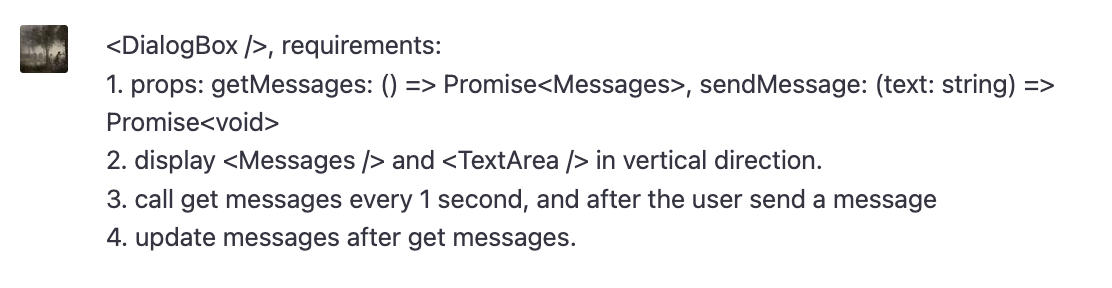 <DialogBox />, requirements:
1. props: getMessages: () => Promise<Messages>, sendMessage: (text: string) =>
Promise<void>
2. display <Messages /> and <TextArea /> in vertical direction.
3. call get messages every 1 second, and after the user send a message
4. update messages after get messages.